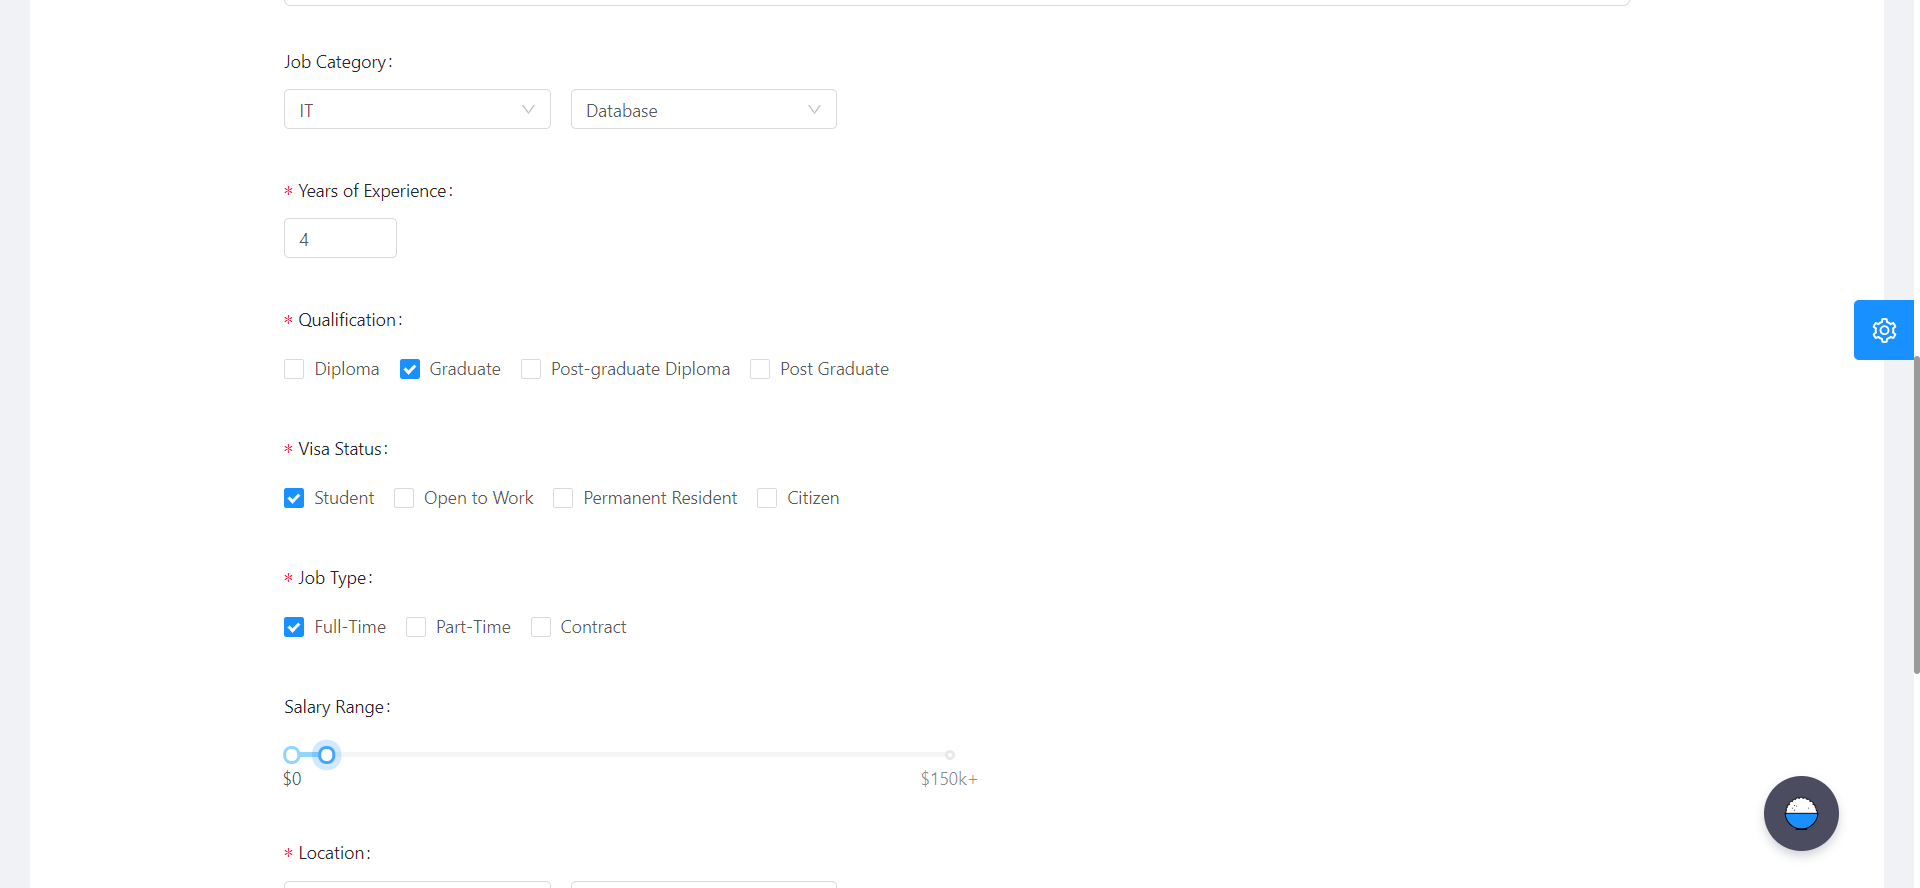 Job Category:
IT
Database
* Years of Experience:
4
* Qualification:
Diploma
Graduate
Post-graduate Diploma
Post Graduate
* Visa Status:
Student
Open to Work
Permanent Resident
Citizen
* Job Type:
Full-Time
Part-Time
Contract
Salary Range:
$0
$150k+
* Location: